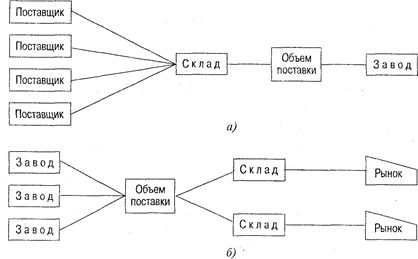 Поставщик
Поставщик
Поставщик
Поставщик
Склад
Объем
поставки
Завод
а)
Завод
Завод
Завод
Объем
поставки
Склад
Склад
Рынок
Рынок
б)